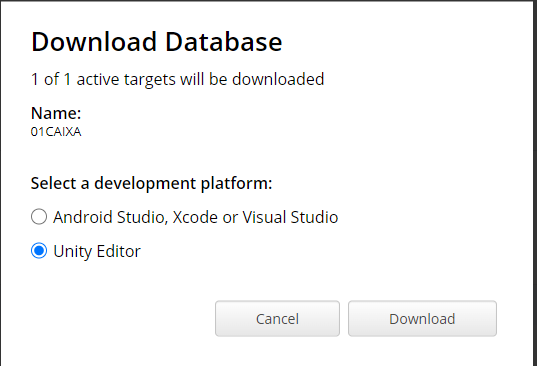 Download Database
1 of 1 active targets will be downloaded
Name:
01CAIXA
Select a development platform:
Android Studio, Xcode or Visual Studio
Unity Editor
Cancel
Download